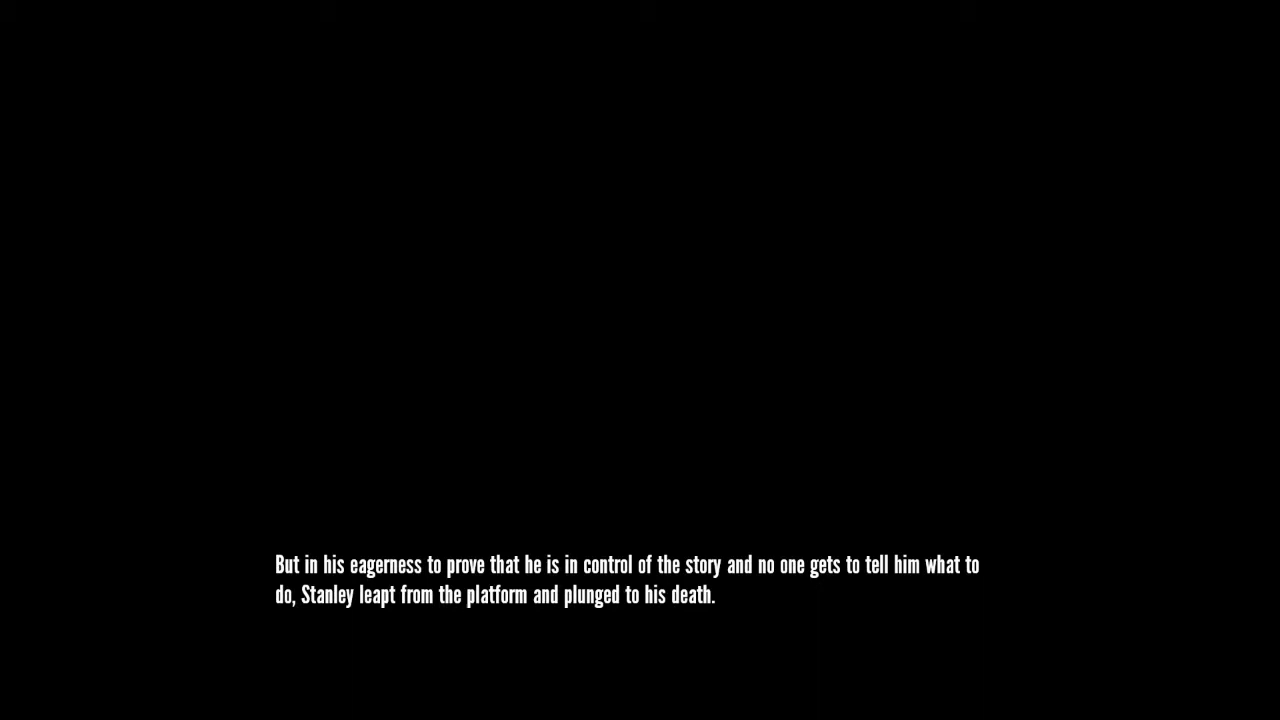 But in his eagerness to prove that he is in control of the story and no one gets to tell him what to
do, Stanley leapt from the platform and plunged to his death.